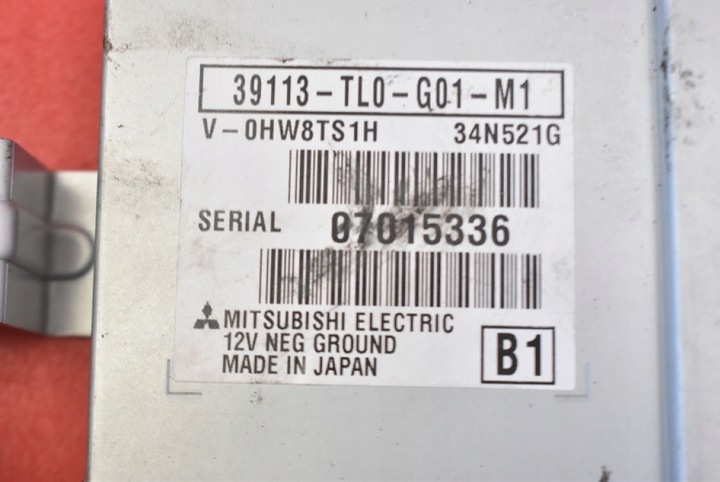 39113-TL0-G01-M1
V-0HW8TS1H 34N521G
SERIAL 07015336
MITSUBISHI ELECTRIC
12V NEG GROUND
MADE IN JAPAN B1